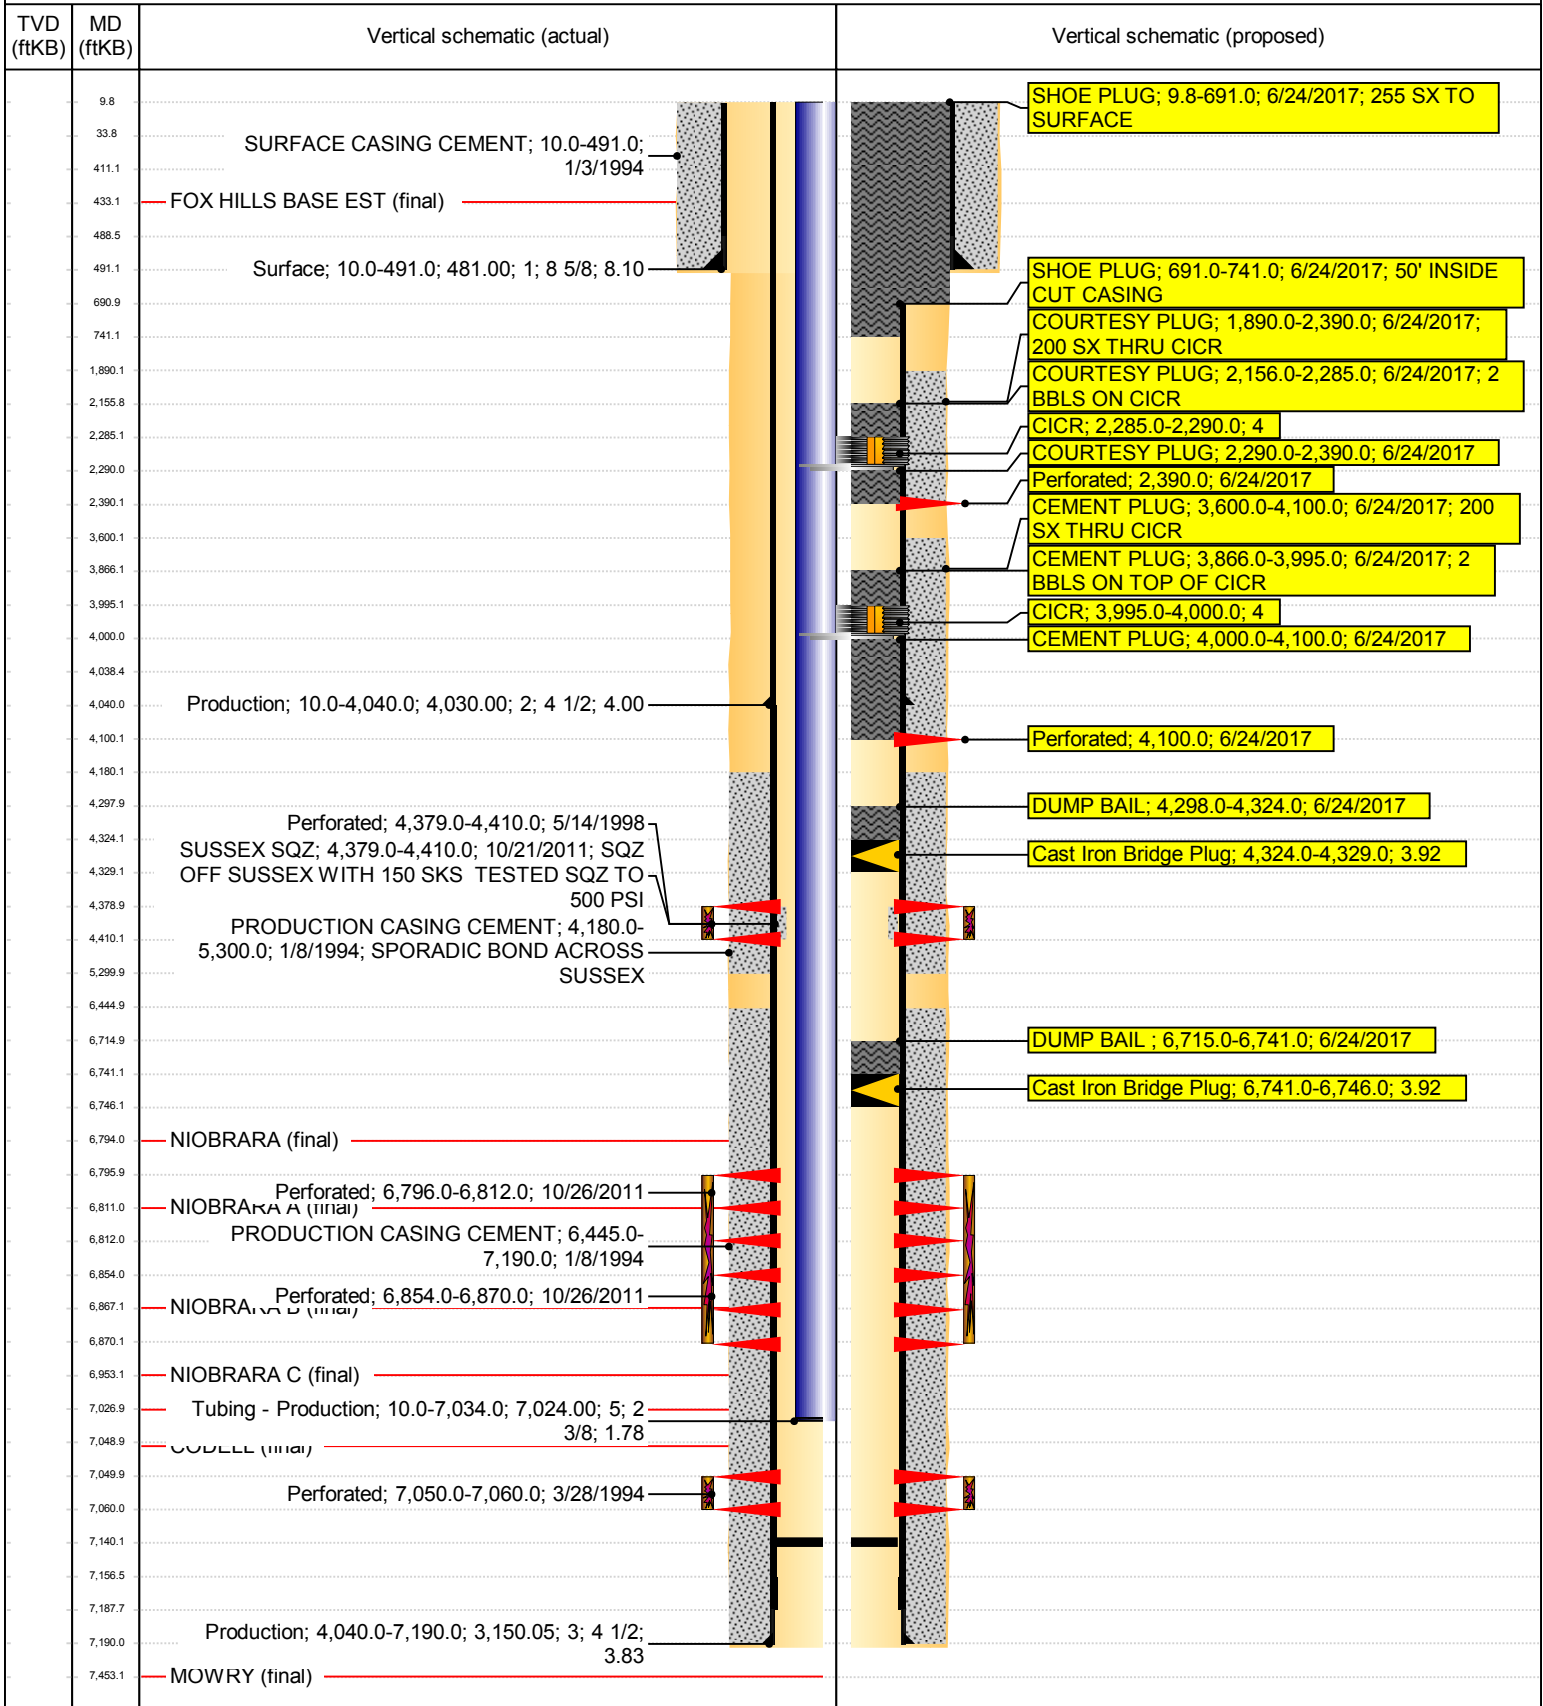 TVD
(ftKB)
MD
(ftKB)
Vertical schematic (actual)
Vertical schematic (proposed)
9.8
33.8
411.1
433.1
488.5
491.1
690.9
741.1
1,890.1
2,155.8
2,285.1
2,290.0
2,390.1
3,600.1
3,866.1
3,995.1
4,000.0
4,038.4
4,040.0
4,100.1
4,180.1
4,297.9
4,324.1
4,329.1
4,378.9
4,410.1
5,299.9
6,444.9
6,714.9
6,741.1
6,746.1
6,794.0
6,795.9
6,811.0
6,812.0
6,854.0
6,867.1
6,870.1
6,953.1
7,026.9
7,048.9
7,049.9
7,060.0
7,140.1
7,156.5
7,187.7
7,190.0
7,453.1
SURFACE CASING CEMENT; 10.0-491.0;
1/3/1994
FOX HILLS BASE EST (final)
Surface; 10.0-491.0; 481.00; 1; 8 5/8; 8.10
Production; 10.0-4,040.0; 4,030.00; 2; 4 1/2; 4.00
Perforated; 4,379.0-4,410.0; 5/14/1998
SUSSEX SQZ; 4,379.0-4,410.0; 10/21/2011; SQZ
OFF SUSSEX WITH 150 SKS  TESTED SQZ TO
500 PSI
PRODUCTION CASING CEMENT; 4,180.0-
5,300.0; 1/8/1994; SPORADIC BOND ACROSS
SUSSEX
NIOBRARA (final)
Perforated; 6,796.0-6,812.0; 10/26/2011
NIOBRARA A (final)
PRODUCTION CASING CEMENT; 6,445.0-
7,190.0; 1/8/1994
Perforated; 6,854.0-6,870.0; 10/26/2011
NIOBRARA B (final)
NIOBRARA C (final)
Tubing - Production; 10.0-7,034.0; 7,024.00; 5; 2
3/8; 1.78
CODELL (final)
Perforated; 7,050.0-7,060.0; 3/28/1994
Production; 4,040.0-7,190.0; 3,150.05; 3; 4 1/2;
3.83
MOWRY (final)
SHOE PLUG; 9.8-691.0; 6/24/2017; 255 SX TO
SURFACE
SHOE PLUG; 691.0-741.0; 6/24/2017; 50' INSIDE
CUT CASING
COURTESY PLUG; 1,890.0-2,390.0; 6/24/2017;
200 SX THRU CICR
COURTESY PLUG; 2,156.0-2,285.0; 6/24/2017; 2
BBLS ON CICR
CICR; 2,285.0-2,290.0; 4
COURTESY PLUG; 2,290.0-2,390.0; 6/24/2017
Perforated; 2,390.0; 6/24/2017
CEMENT PLUG; 3,600.0-4,100.0; 6/24/2017; 200
SX THRU CICR
CEMENT PLUG; 3,866.0-3,995.0; 6/24/2017; 2
BBLS ON TOP OF CICR
CICR; 3,995.0-4,000.0; 4
CEMENT PLUG; 4,000.0-4,100.0; 6/24/2017
Perforated; 4,100.0; 6/24/2017
DUMP BAIL; 4,298.0-4,324.0; 6/24/2017
Cast Iron Bridge Plug; 4,324.0-4,329.0; 3.92
DUMP BAIL ; 6,715.0-6,741.0; 6/24/2017
Cast Iron Bridge Plug; 6,741.0-6,746.0; 3.92